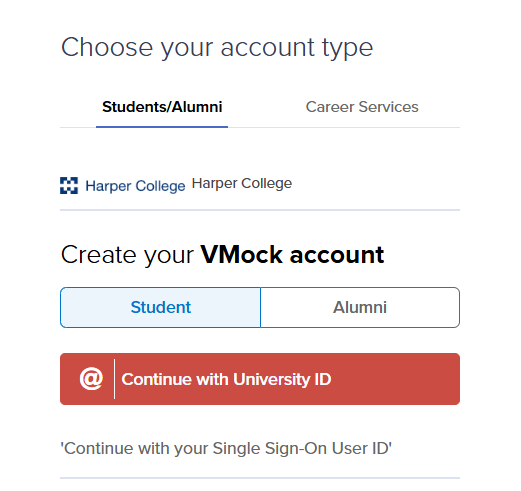 Choose your account type
Students/Alumni Career Services
Harper College Harper College
Create your VMock account
Student Alumni
@ Continue with University ID
'Continue with your Single Sign-On User ID'